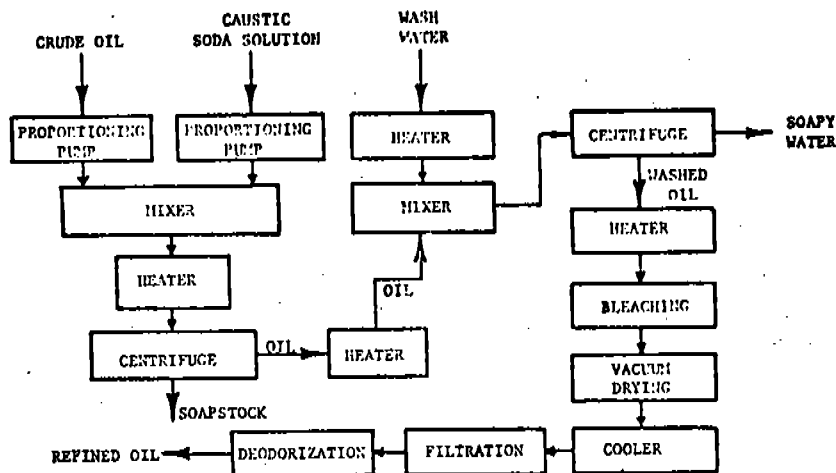 CRUDE OIL
CAUSTIC
SODA SOLUTION
WASH
WATER
PROPORTIONING
PUMP
PROPORTIONING
PUMP
HEATER
CENTRIFUGE
SOAPY
WATER
MIXER
MIXER
WASHED
OIL
HEATER
HEATER
OIL
BLEACHING
CENTRIFUGE
OIL
HEATER
VACUUM
DRYING
SOAPSTOCK
REFINED OIL
DEODORIZATION
FILTRATION
COOLER